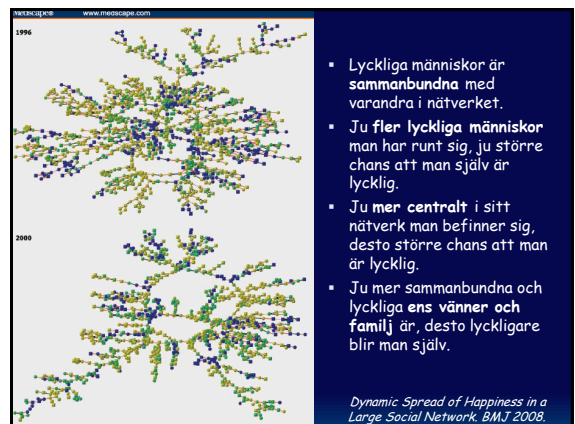 Medscape® www.medscape.com
1996
2000
▪ Lyckliga människor är
sammanbundna med
varandra i nätverket.
▪ Ju fler lyckliga människor
man har runt sig, ju större
chans att man själv är
lycklig.
▪ Ju mer centralt i sitt
nätverk man befinner sig,
desto större chans att man
är lycklig.
▪ Ju mer sammanbundna och
lyckliga ens vänner och
familj är, desto lyckligare
blir man själv.
Dynamic Spread of Happiness in a
Large Social Network. BMJ 2008.